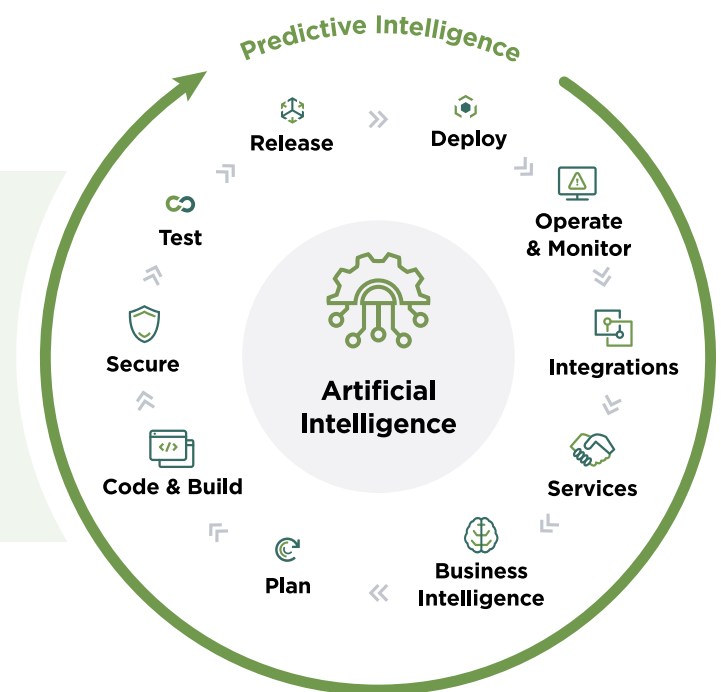 Predictive Intelligence
Release
Deploy
Test
Operate
& Monitor
Secure
Integrations
Artificial
Intelligence
Code & Build
</>
Services
Plan
Business
Intelligence